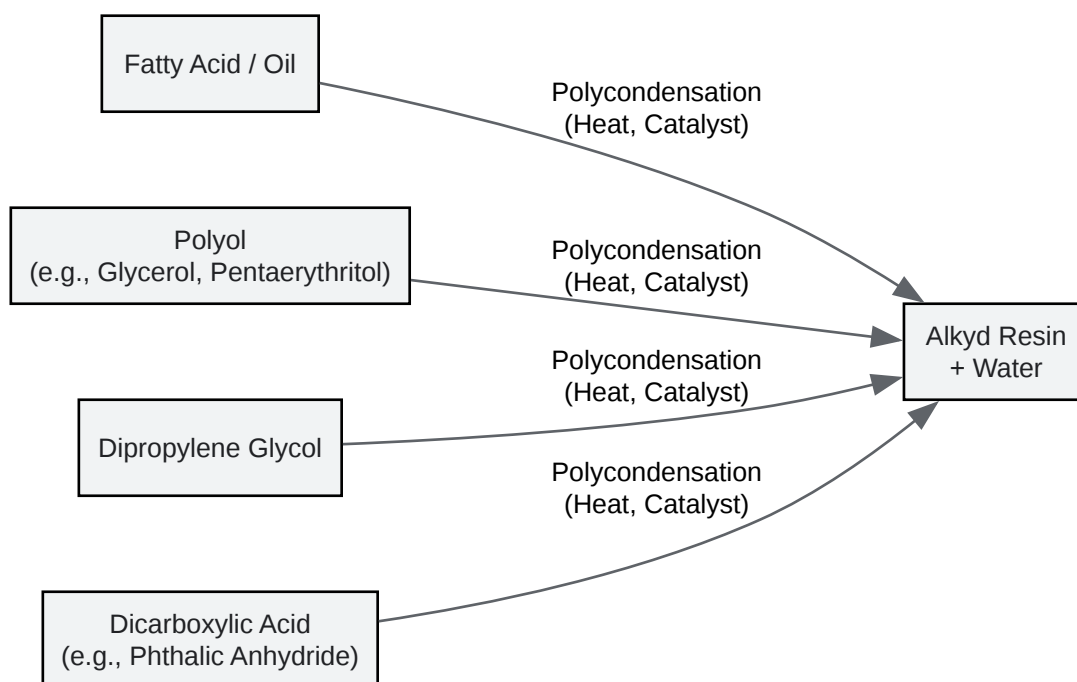 Fatty Acid / Oil
Polycondensation
(Heat, Catalyst)
Polyol
(e.g., Glycerol, Pentaerythritol)
Polycondensation
(Heat, Catalyst)
Alkyd Resin
+ Water
Polycondensation
(Heat, Catalyst)
Dipropylene Glycol
Polycondensation
(Heat, Catalyst)
Dicarboxylic Acid
(e.g., Phthalic Anhydride)